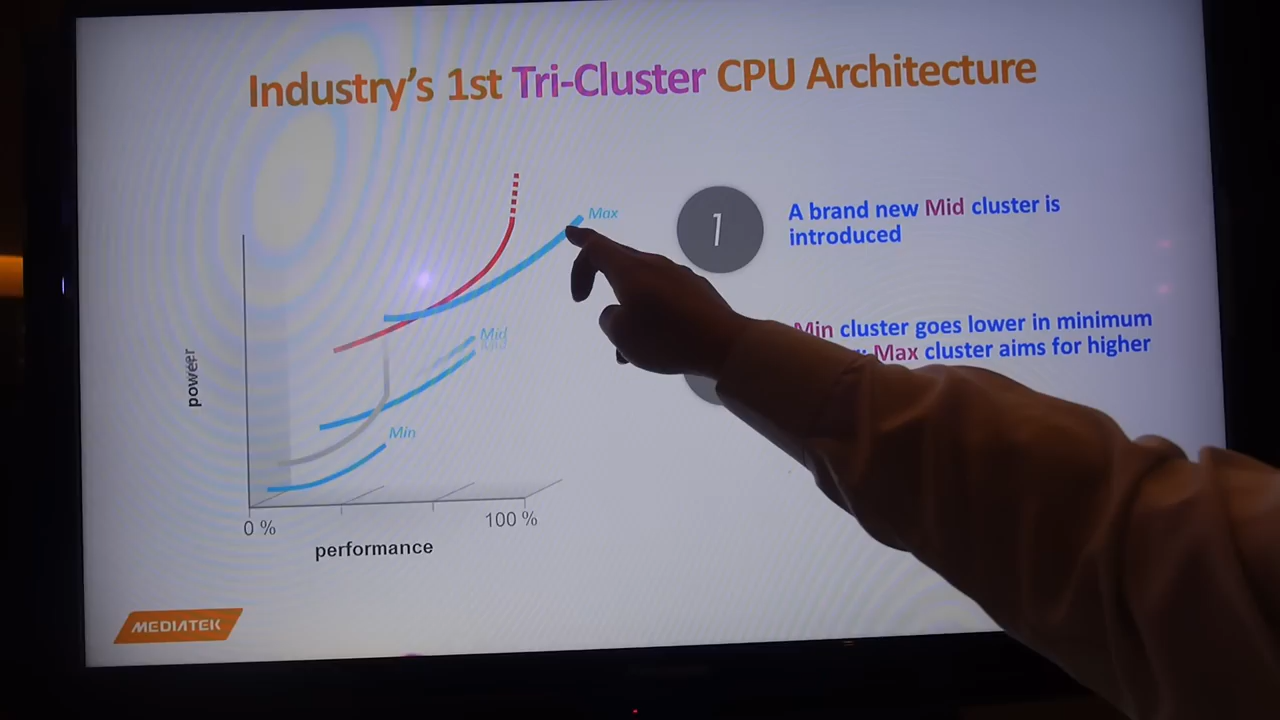 Industry's 1st Tri-Cluster CPU Architecture
Max
1
A brand new Mid cluster is
introduced
Mid
Min cluster goes lower in minimum
Max cluster aims for higher
Min
power
0 %
100 %
performance
MEDIATEK